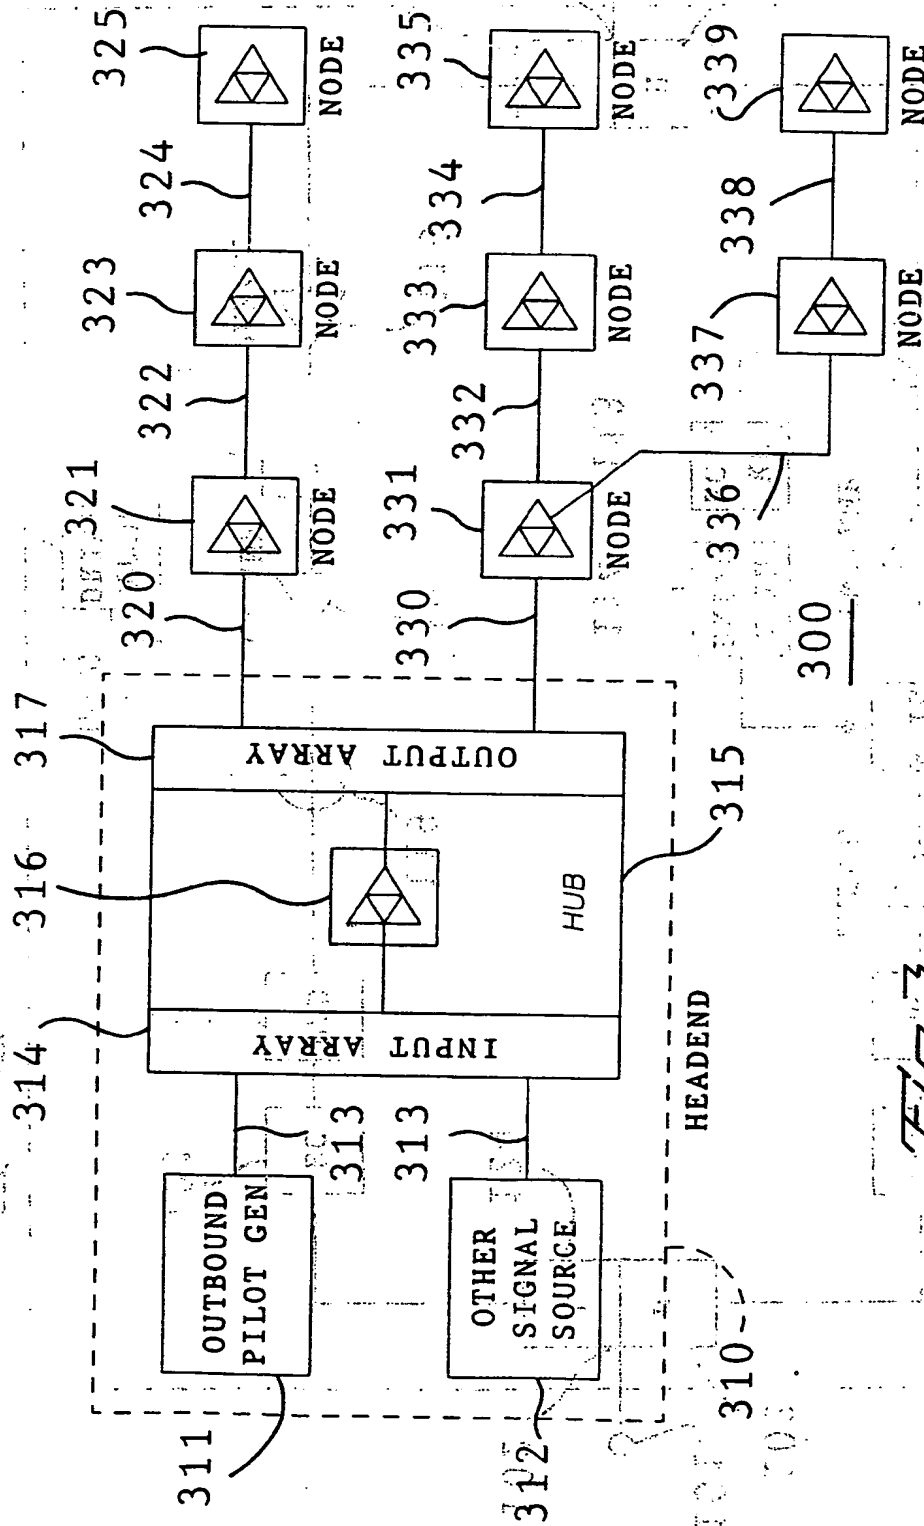 325
324
323
322
321
320
NODE
NODE
NODE
335
334
333
332
331
330
NODE
NODE
NODE
339
338
337
336
NODE
NODE
300
317
316
314
OUTPUT ARRAY
INPUT ARRAY
HUB
315
313
313
OUTBOUND
PILOT GEN
OTHER
SIGNAL
SOURCE
311
312
310
HEADEND